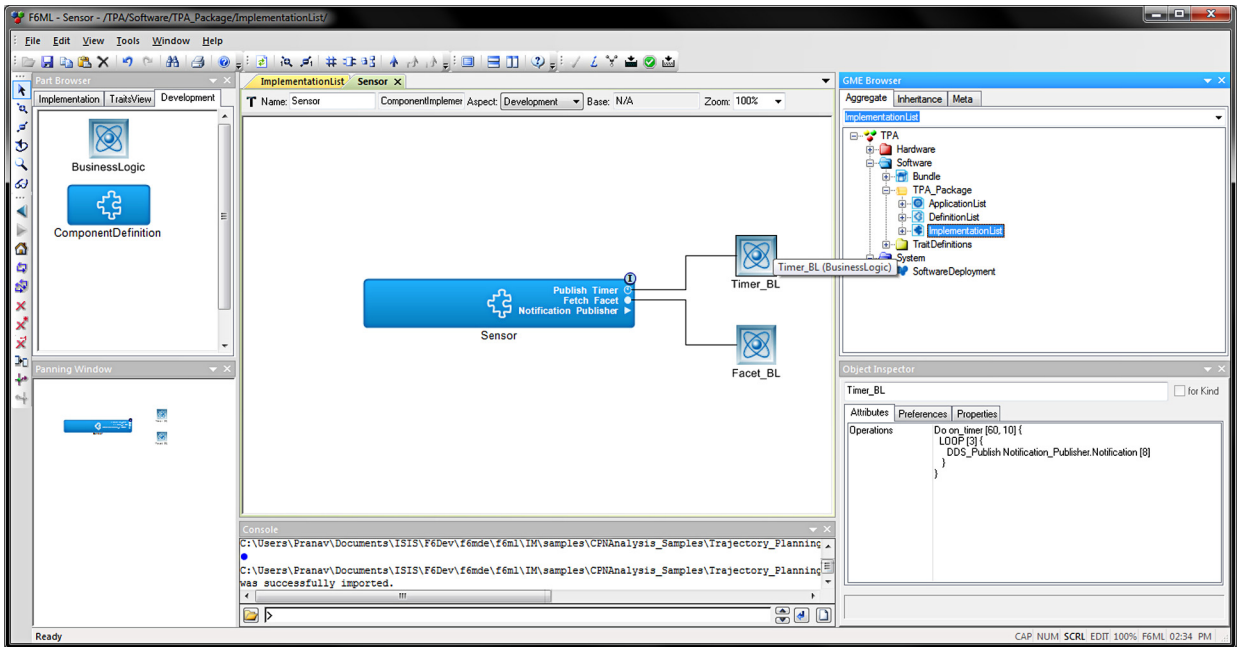 F6ML - Sensor - /TPA/Software/TPA_Package/ImplementationList/
File Edit View Tools Window Help
Part Browser
Implementation TraitsView Development
BusinessLogic
ComponentDefinition
Panning Window
ImplementationList Sensor
Name: Sensor ComponentImplemer Aspect: Development Base: N/A Zoom: 100%
Publish Timer
Fetch Facet
Notification Publisher
Sensor
Timer_BL
Timer_BL (BusinessLogic)
Facet_BL
Console
C:\Users\Pranav\Documents\ISIS\F6Dev\f6mde\f6ml\IM\samples\CPNAnalysis_Samples\Trajectory_Planning
C:\Users\Pranav\Documents\ISIS\F6Dev\f6mde\f6ml\IM\samples\CPNAnalysis_Samples\Trajectory_Planning
was successfully imported.
GME Browser
Aggregate Inheritance Meta
ImplementationList
TPA
Hardware
Software
Bundle
TPA_Package
ApplicationList
DefinitionList
ImplementationList
TraitDefinitions
System
SoftwareDeployment
Object Inspector
Timer_BL for Kind
Attributes Preferences Properties
Operations Do on_timer [60, 10] {
LOOP [3] {
DDS_Publish Notification_Publisher.Notification [8]
}
}
Ready CAP NUM SCRL EDIT 100% F6ML 02:34 PM